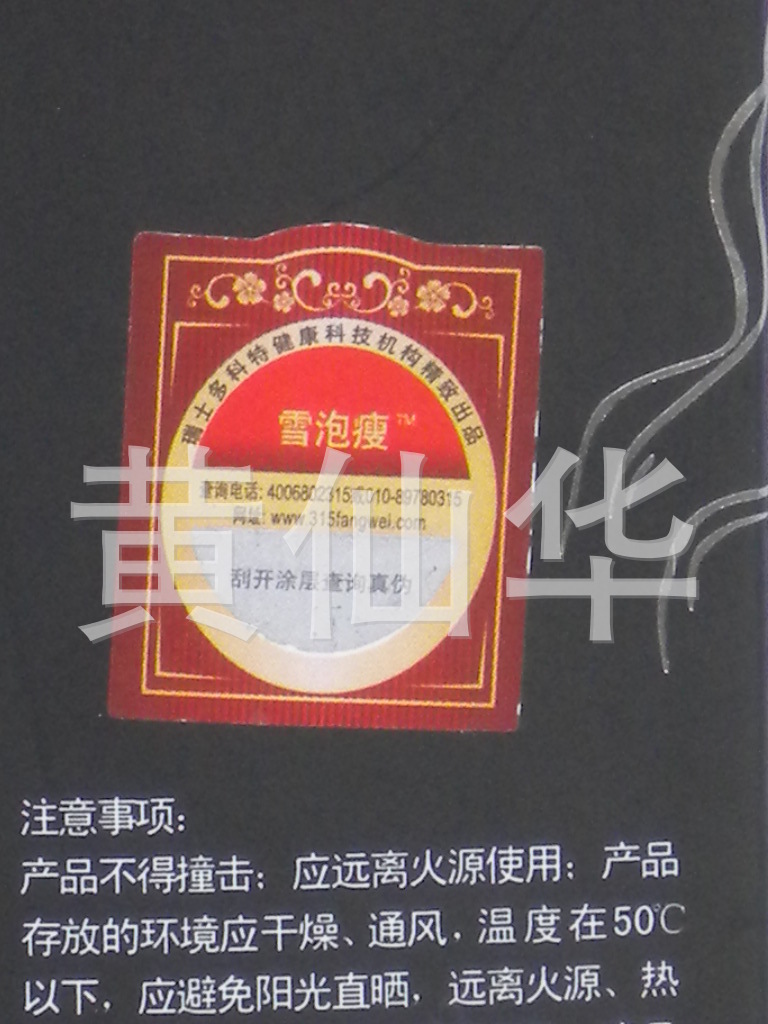 瑞士多科特健康科技机构精致出品
雪泡瘦™
查询电话: 4006802315或010-89780315
网址: www.315fangwei.com
刮开涂层查询真伪
黄仙华
注意事项:
产品不得撞击; 应远离火源使用; 产品
存放的环境应干燥、通风, 温度在50℃
以下, 应避免阳光直晒, 远离火源、热